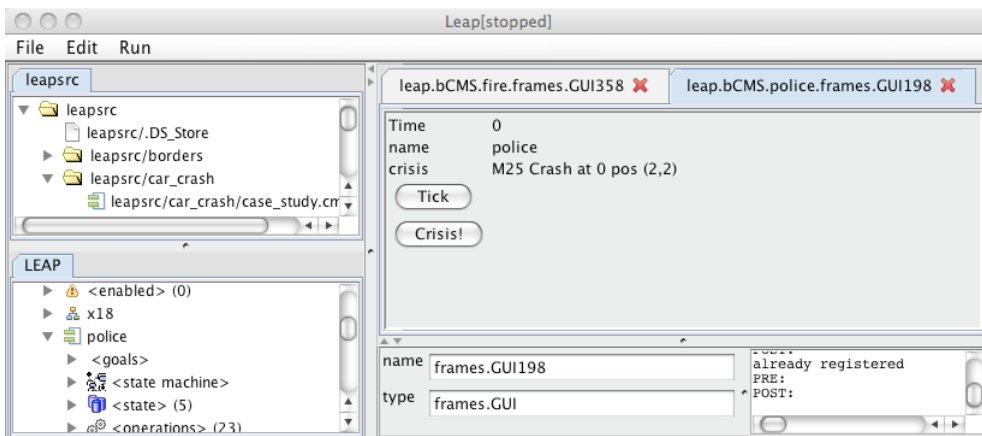 Leap[stopped]
File Edit Run
leapsrc
leapsrc
leapsrc/.DS_Store
leapsrc/borders
leapsrc/car_crash
leapsrc/car_crash/case_study.cm
LEAP
<enabled> (0)
x18
police
<goals>
<state machine>
<state> (5)
<operations> (23)
leap.bCMS.fire.frames.GUI358 leap.bCMS.police.frames.GUI198
Time 0
name police
crisis M25 Crash at 0 pos (2,2)
Tick
Crisis!
name frames.GUI198
type frames.GUI
POST:
already registered
PRE:
POST: